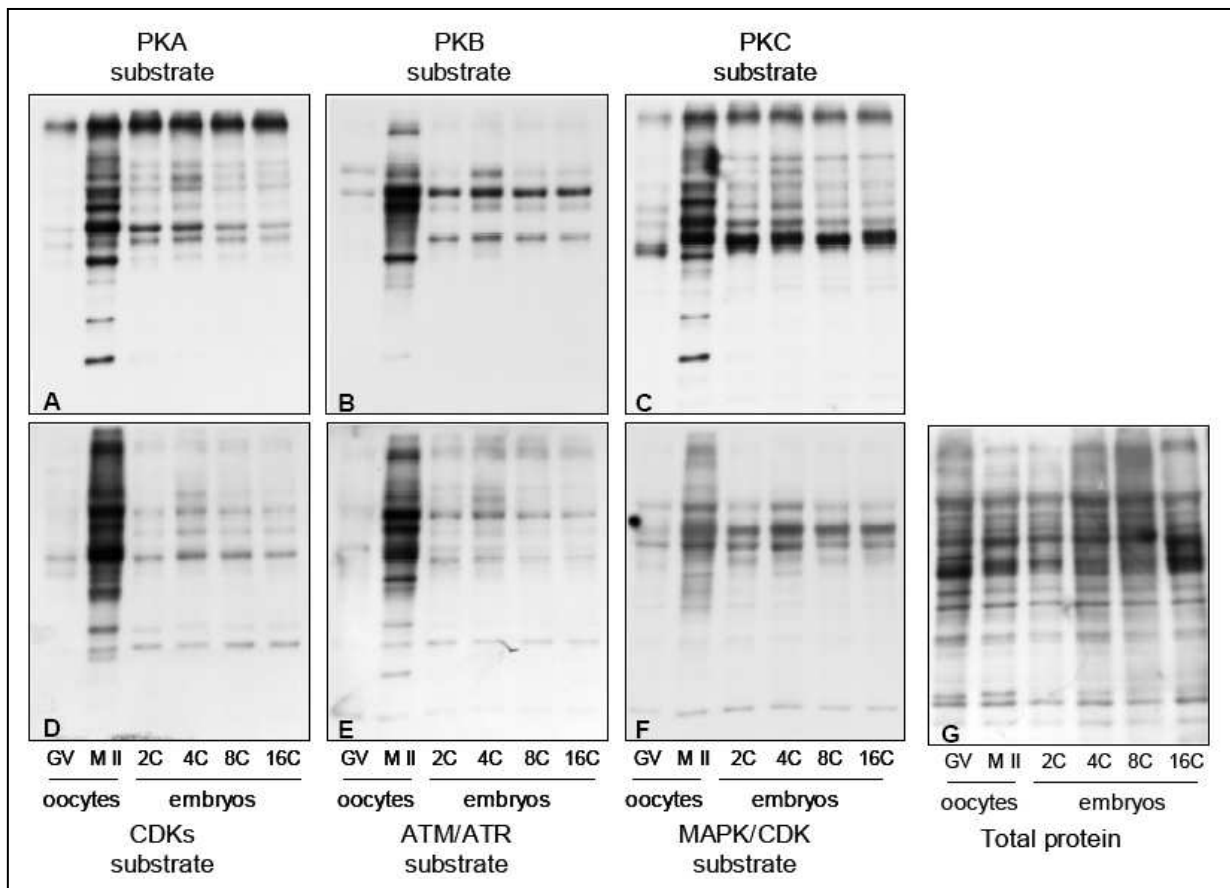 PKA
substrate
PKB
substrate
PKC
substrate
A
B
C
D
E
F
G
GV M II 2C 4C 8C 16C
oocytes embryos
CDKs
substrate
GV M II 2C 4C 8C 16C
oocytes embryos
ATM/ATR
substrate
GV M II 2C 4C 8C 16C
oocytes embryos
MAPK/CDK
substrate
GV M II 2C 4C 8C 16C
oocytes embryos
Total protein